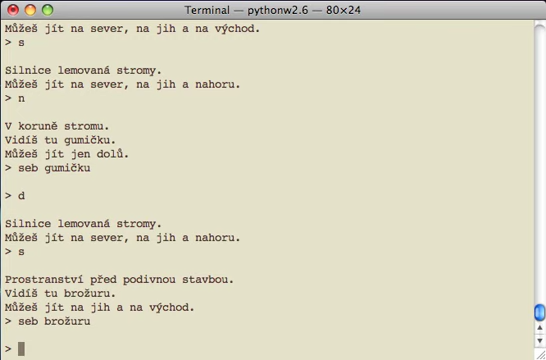 Terminal — pythonw2.6 — 80×24
Můžeš jít na sever, na jih a na východ.
> s
Silnice lemovaná stromy.
Můžeš jít na sever, na jih a nahoru.
> n
V koruně stromu.
Vidíš tu gumičku.
Můžeš jít jen dolů.
> seb gumičku
> d
Silnice lemovaná stromy.
Můžeš jít na sever, na jih a nahoru.
> s
Prostranství před podivnou stavbou.
Vidíš tu brožuru.
Můžeš jít na jih a na východ.
> seb brožuru
>